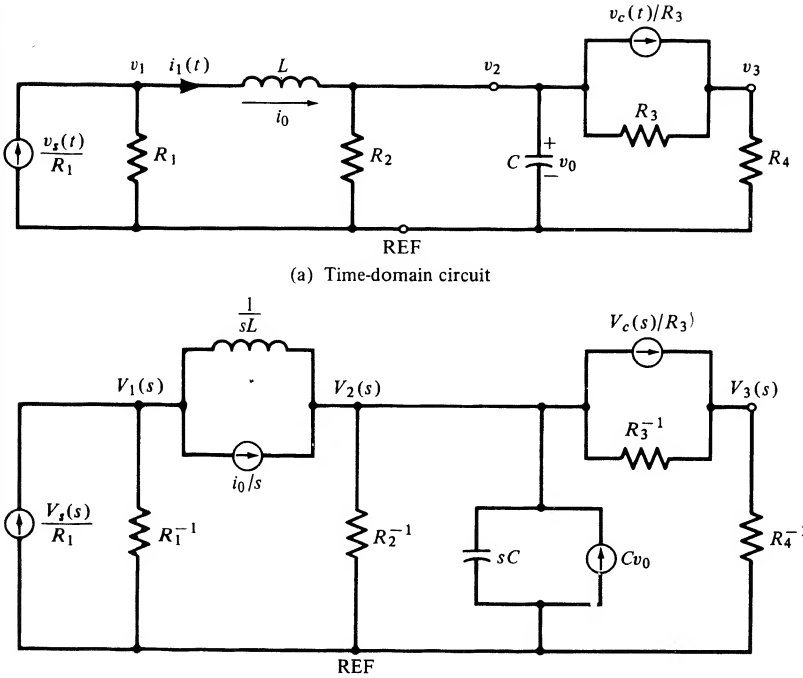 v_c(t)/R_3
v_1
i_1(t)
L
v_2
v_3
i_0
R_3
v_s(t)/R_1
R_1
R_2
C
+
v_0
−
R_4
REF
(a) Time-domain circuit
1/sL
V_c(s)/R_3
V_1(s)
V_2(s)
V_3(s)
R_3^{-1}
i_0/s
V_s(s)/R_1
R_1^{-1}
R_2^{-1}
sC
Cv_0
R_4^{-1}
REF